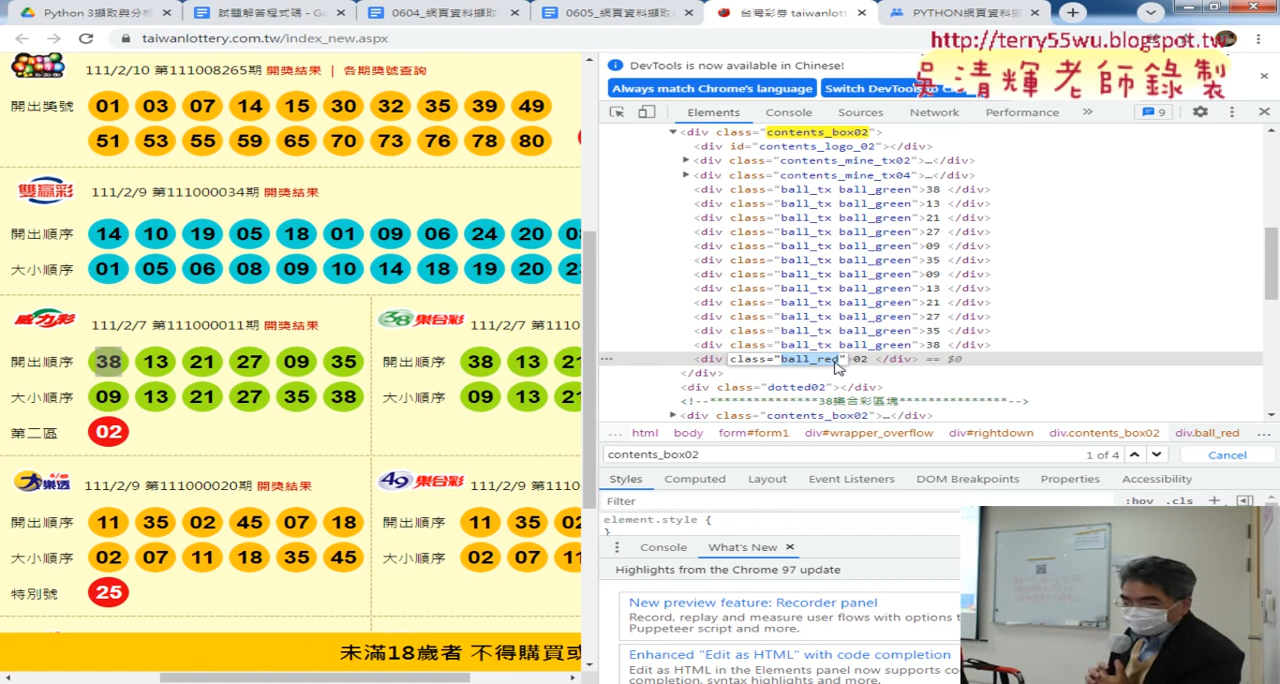 Python 3擷取與分析
試題解答程式碼 - Go
0604_網頁資料擷取
0605_網頁資料擷取
台灣彩券 taiwanlott
PYTHON網頁資料
taiwanlottery.com.tw/index_new.aspx
http://terry55wu.blogspot.tw
吳清輝老師錄製
111/2/10 第111008265期 開獎結果 | 各期獎號查詢
開出獎號 01 03 07 14 15 30 32 35 39 49
51 53 55 59 65 70 73 76 78 80
雙贏彩 111/2/9 第111000034期 開獎結果
開出順序 14 10 19 05 18 01 09 06 24 20
大小順序 01 05 06 08 09 10 14 18 19 20
威力彩 111/2/7 第111000011期 開獎結果
開出順序 38 13 21 27 09 35
大小順序 09 13 21 27 35 38
第二區 02
38樂合彩 111/2/7 第1110
開出順序 38 13 21
大小順序 09 13 21
大樂透 6/49 111/2/9 第111000020期 開獎結果
開出順序 11 35 02 45 07 18
大小順序 02 07 11 18 35 45
特別號 25
49樂合彩 111/2/9 第1110
開出順序 11 35 02
大小順序 02 07 11
未滿18歲者 不得購買或
DevTools is now available in Chinese!
Always match Chrome's language
Switch DevTools to C
Elements Console Sources Network Performance » 9
<div class="contents_box02">
<div id="contents_logo_02"></div>
<div class="contents_mine_tx02">…</div>
<div class="contents_mine_tx04">…</div>
<div class="ball_tx ball_green">38 </div>
<div class="ball_tx ball_green">13 </div>
<div class="ball_tx ball_green">21 </div>
<div class="ball_tx ball_green">27 </div>
<div class="ball_tx ball_green">09 </div>
<div class="ball_tx ball_green">35 </div>
<div class="ball_tx ball_green">09 </div>
<div class="ball_tx ball_green">13 </div>
<div class="ball_tx ball_green">21 </div>
<div class="ball_tx ball_green">27 </div>
<div class="ball_tx ball_green">35 </div>
<div class="ball_tx ball_green">38 </div>
<div class="ball_red">02 </div> == $0
</div>
<div class="dotted02"></div>
<!--***************38樂合彩區塊***************-->
<div class="contents_box02">…</div>
… html body form#form1 div#wrapper_overflow div#rightdown div.contents_box02 div.ball_red …
contents_box02 1 of 4 Cancel
Styles Computed Layout Event Listeners DOM Breakpoints Properties Accessibility
Filter :hov .cls +
element.style {
}
Console What's New ×
Highlights from the Chrome 97 update
New preview feature: Recorder panel
Record, replay and measure user flows with options t
Puppeteer script and more.
Enhanced "Edit as HTML" with code completion
Edit as HTML in the Elements panel now supports co
completion, syntax highlights and more.